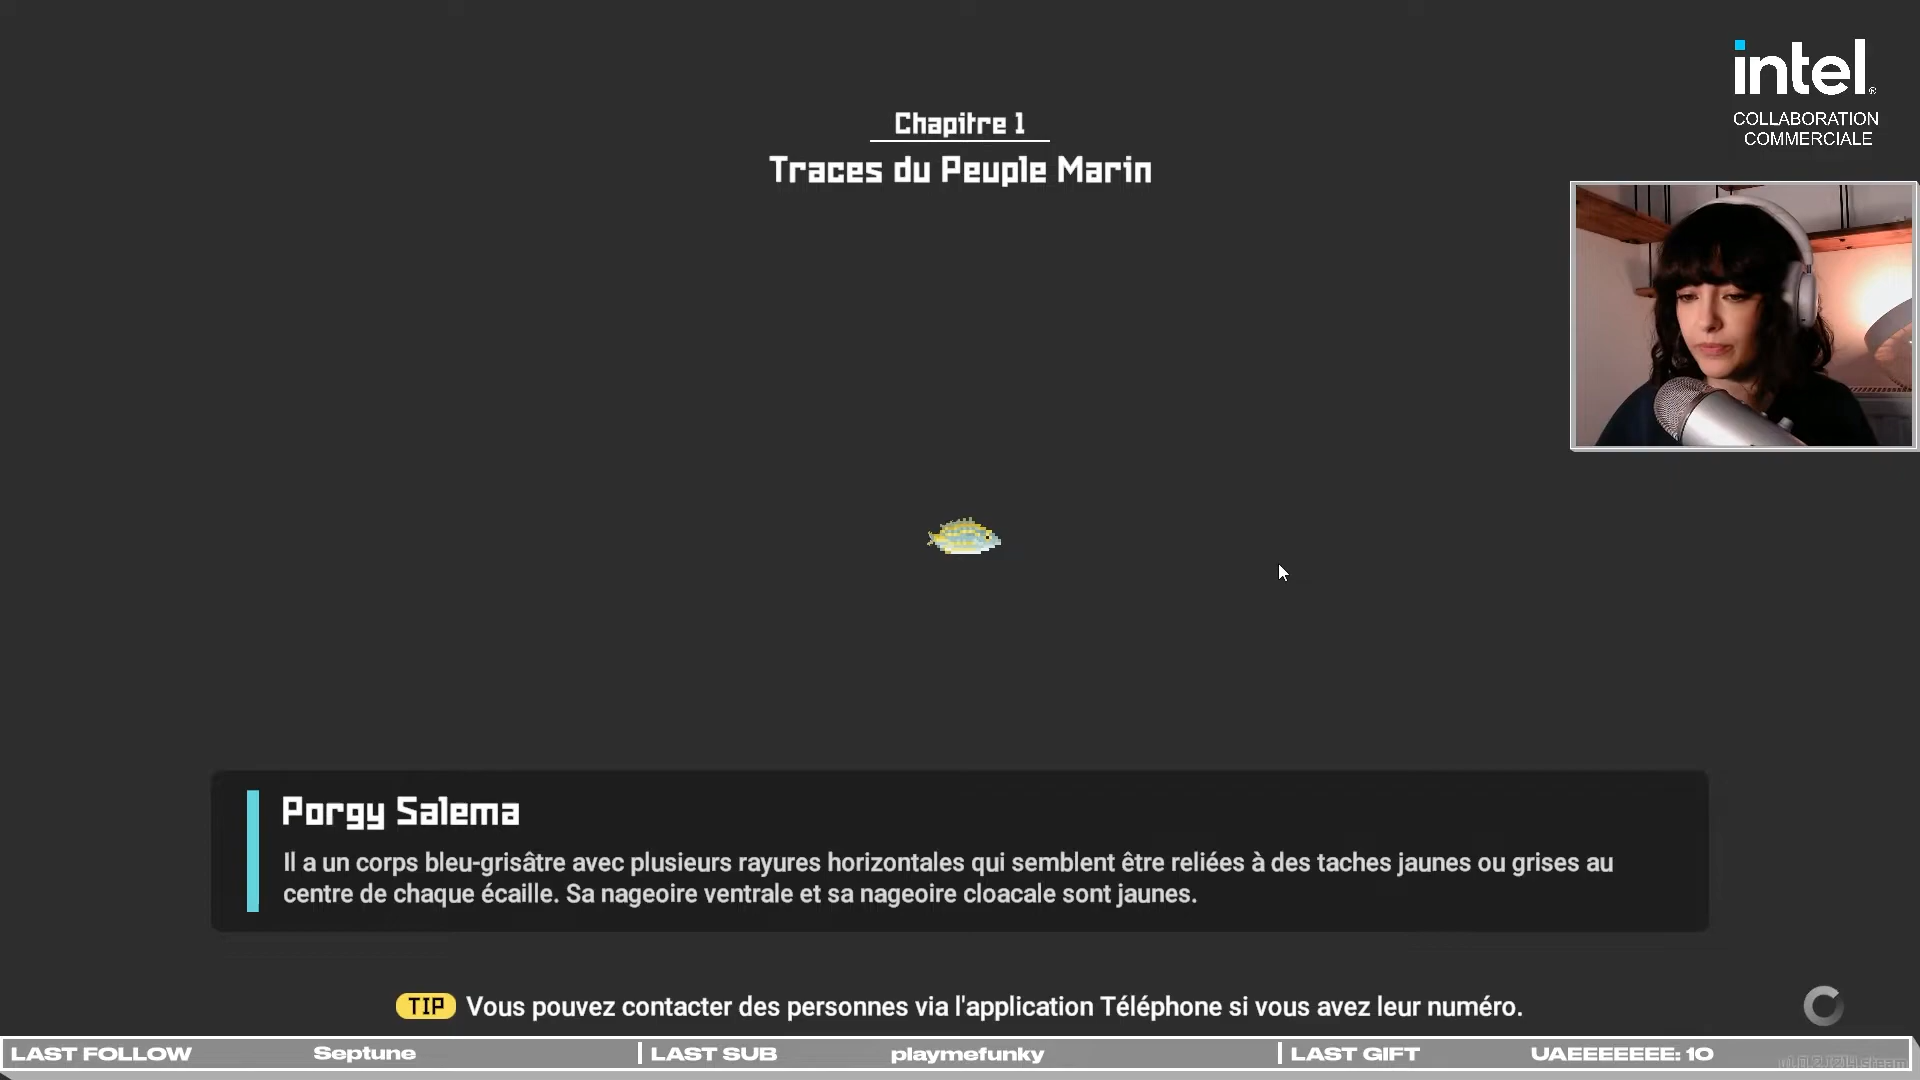 intel
COLLABORATION
COMMERCIALE
Chapitre 1
Traces du Peuple Marin
Porgy Salema
Il a un corps bleu-grisâtre avec plusieurs rayures horizontales qui semblent être reliées à des taches jaunes ou grises au
centre de chaque écaille. Sa nageoire ventrale et sa nageoire cloacale sont jaunes.
TIP Vous pouvez contacter des personnes via l'application Téléphone si vous avez leur numéro.
LAST FOLLOW Septune | LAST SUB playmefunky | LAST GIFT UAEEEEEEE: 10